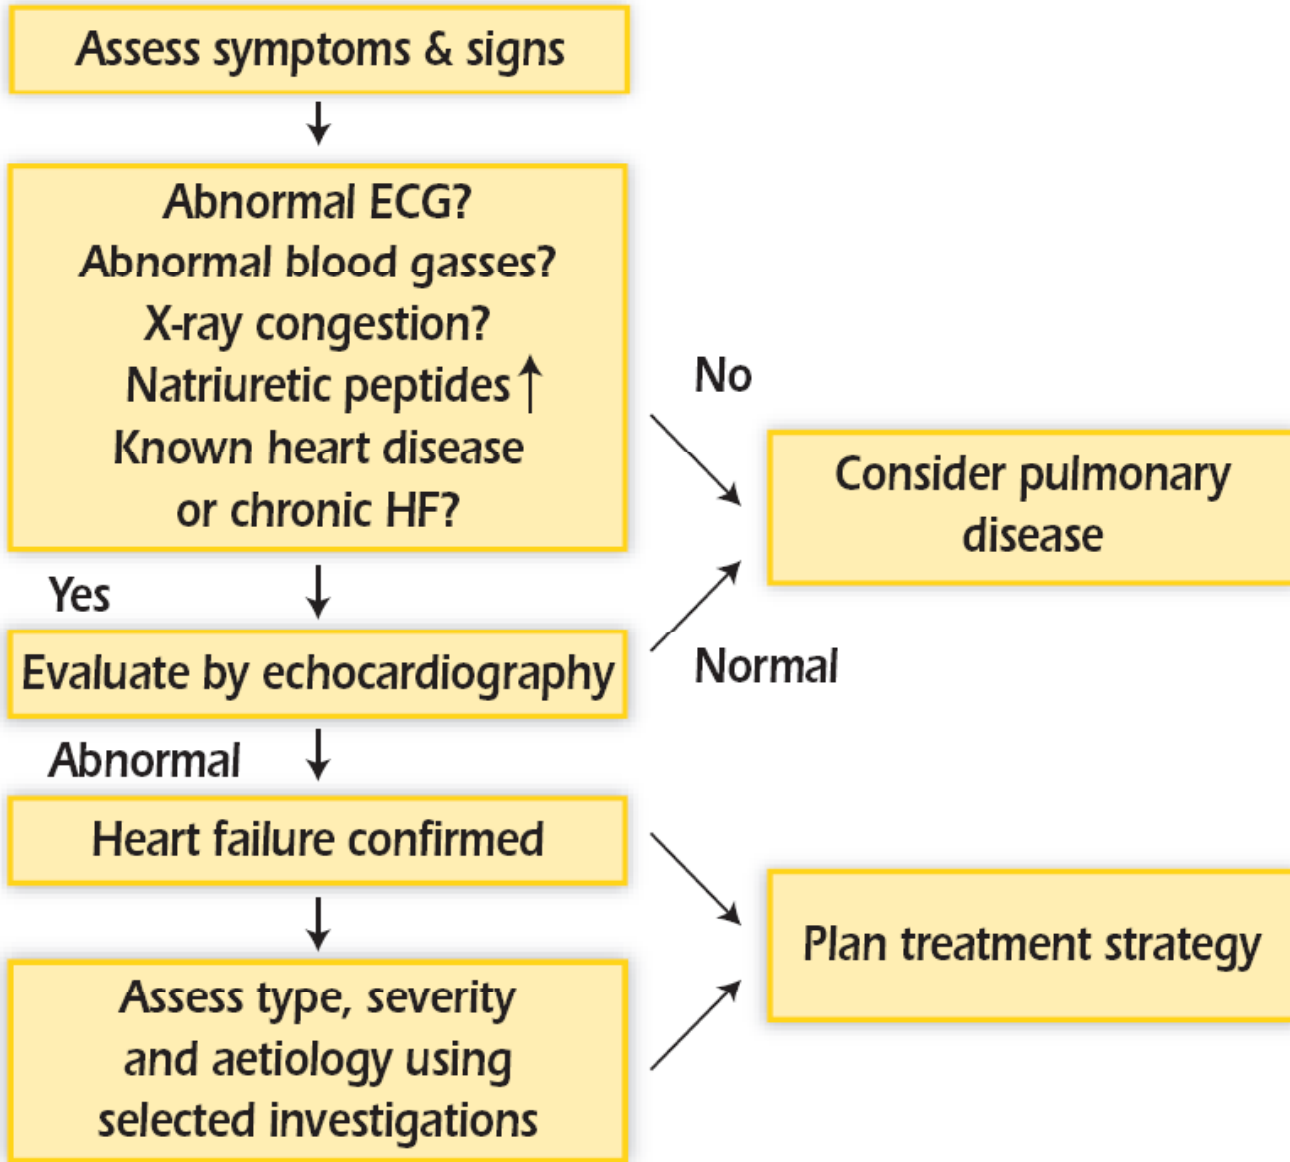 Assess symptoms & signs
Abnormal ECG?
Abnormal blood gasses?
X-ray congestion?
Natriuretic peptides↑
Known heart disease
or chronic HF?
No
Consider pulmonary
disease
Yes
Evaluate by echocardiography
Normal
Abnormal
Heart failure confirmed
Plan treatment strategy
Assess type, severity
and aetiology using
selected investigations